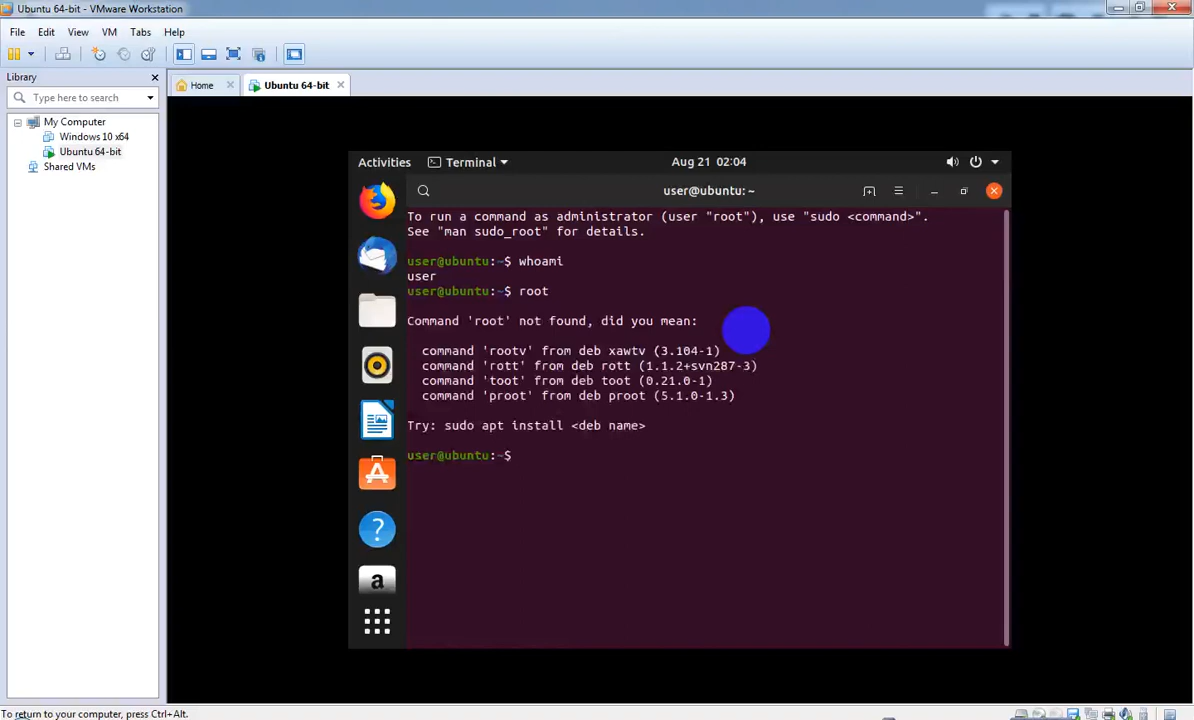 Ubuntu 64-bit - VMware Workstation
File Edit View VM Tabs Help
Library
Type here to search
My Computer
Windows 10 x64
Ubuntu 64-bit
Shared VMs
Home
Ubuntu 64-bit
Activities
Terminal
Aug 21 02:04
user@ubuntu: ~
To run a command as administrator (user "root"), use "sudo <command>".
See "man sudo_root" for details.
user@ubuntu:~$ whoami
user
user@ubuntu:~$ root
Command 'root' not found, did you mean:
command 'rootv' from deb xawtv (3.104-1)
command 'rott' from deb rott (1.1.2+svn287-3)
command 'toot' from deb toot (0.21.0-1)
command 'proot' from deb proot (5.1.0-1.3)
Try: sudo apt install <deb name>
user@ubuntu:~$
?
a
To return to your computer, press Ctrl+Alt.